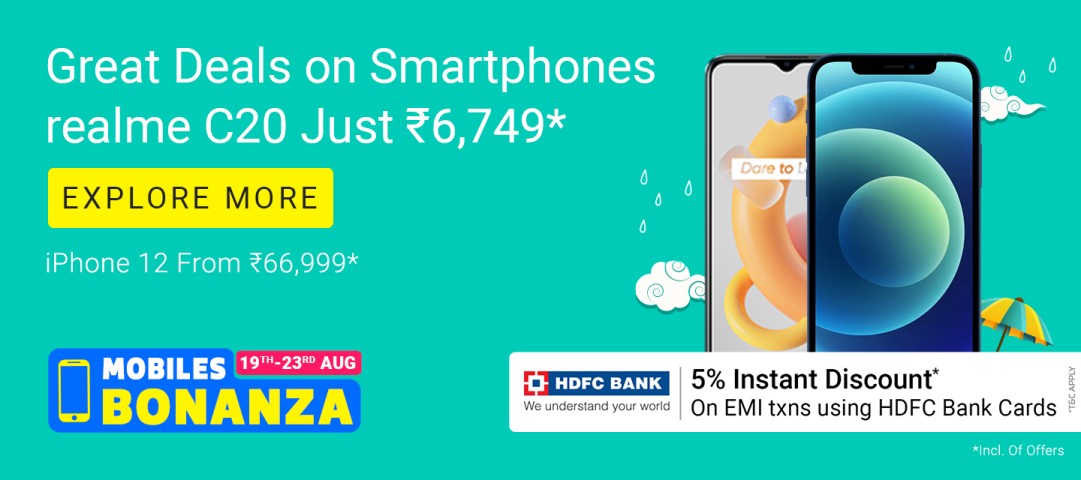 Great Deals on Smartphones
realme C20 Just ₹6,749*
EXPLORE MORE
iPhone 12 From ₹66,999*
Dare to
MOBILES
19TH-23RD AUG
BONANZA
HDFC BANK
We understand your world
5% Instant Discount*
On EMI txns using HDFC Bank Cards
*T&C APPLY
*Incl. Of Offers